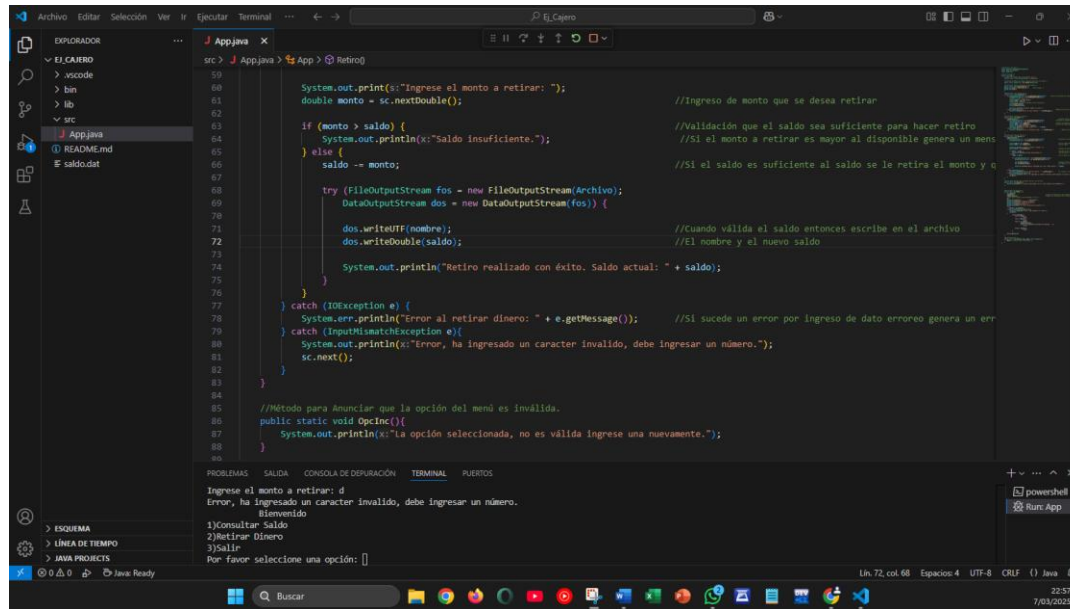 Archivo Editar Selección Ver Ir Ejecutar Terminal ... Ej_Cajero
EXPLORADOR ...
EJ_CAJERO
> .vscode
> bin
> lib
src
J App.java
README.md
saldo.dat
> ESQUEMA
> LÍNEA DE TIEMPO
> JAVA PROJECTS
J App.java ×
src > J App.java > App > Retiro()
59
60 System.out.print(s:"Ingrese el monto a retirar: ");
61 double monto = sc.nextDouble(); //Ingreso de monto que se desea retirar
62
63 if (monto > saldo) { //Validación que el saldo sea suficiente para hacer retiro
64 System.out.println(x:"Saldo insuficiente."); //Si el monto a retirar es mayor al disponible genera un mens
65 } else {
66 saldo -= monto; //Si el saldo es suficiente al saldo se le retira el monto y q
67
68 try (FileOutputStream fos = new FileOutputStream(Archivo);
69 DataOutputStream dos = new DataOutputStream(fos)) {
70
71 dos.writeUTF(nombre); //Cuando válida el saldo entonces escribe en el archivo
72 dos.writeDouble(saldo); //El nombre y el nuevo saldo
73
74 System.out.println("Retiro realizado con éxito. Saldo actual: " + saldo);
75 }
76 }
77 } catch (IOException e) {
78 System.err.println("Error al retirar dinero: " + e.getMessage()); //Si sucede un error por ingreso de dato erroreo genera un err
79 } catch (InputMismatchException e){
80 System.out.println(x:"Error, ha ingresado un caracter invalido, debe ingresar un número.");
81 sc.next();
82 }
83 }
84
85 //Método para Anunciar que la opción del menú es inválida.
86 public static void OpcInc(){
87 System.out.println(x:"La opción seleccionada, no es válida ingrese una nuevamente.");
88 }
89
PROBLEMAS SALIDA CONSOLA DE DEPURACIÓN TERMINAL PUERTOS
Ingrese el monto a retirar: d
Error, ha ingresado un caracter invalido, debe ingresar un número.
Bienvenido
1)Consultar Saldo
2)Retirar Dinero
3)Salir
Por favor seleccione una opción:
powershell
Run: App
0 0 Java: Ready
Lín. 72, col. 68 Espacios: 4 UTF-8 CRLF {} Java
Buscar
22:57
7/03/202